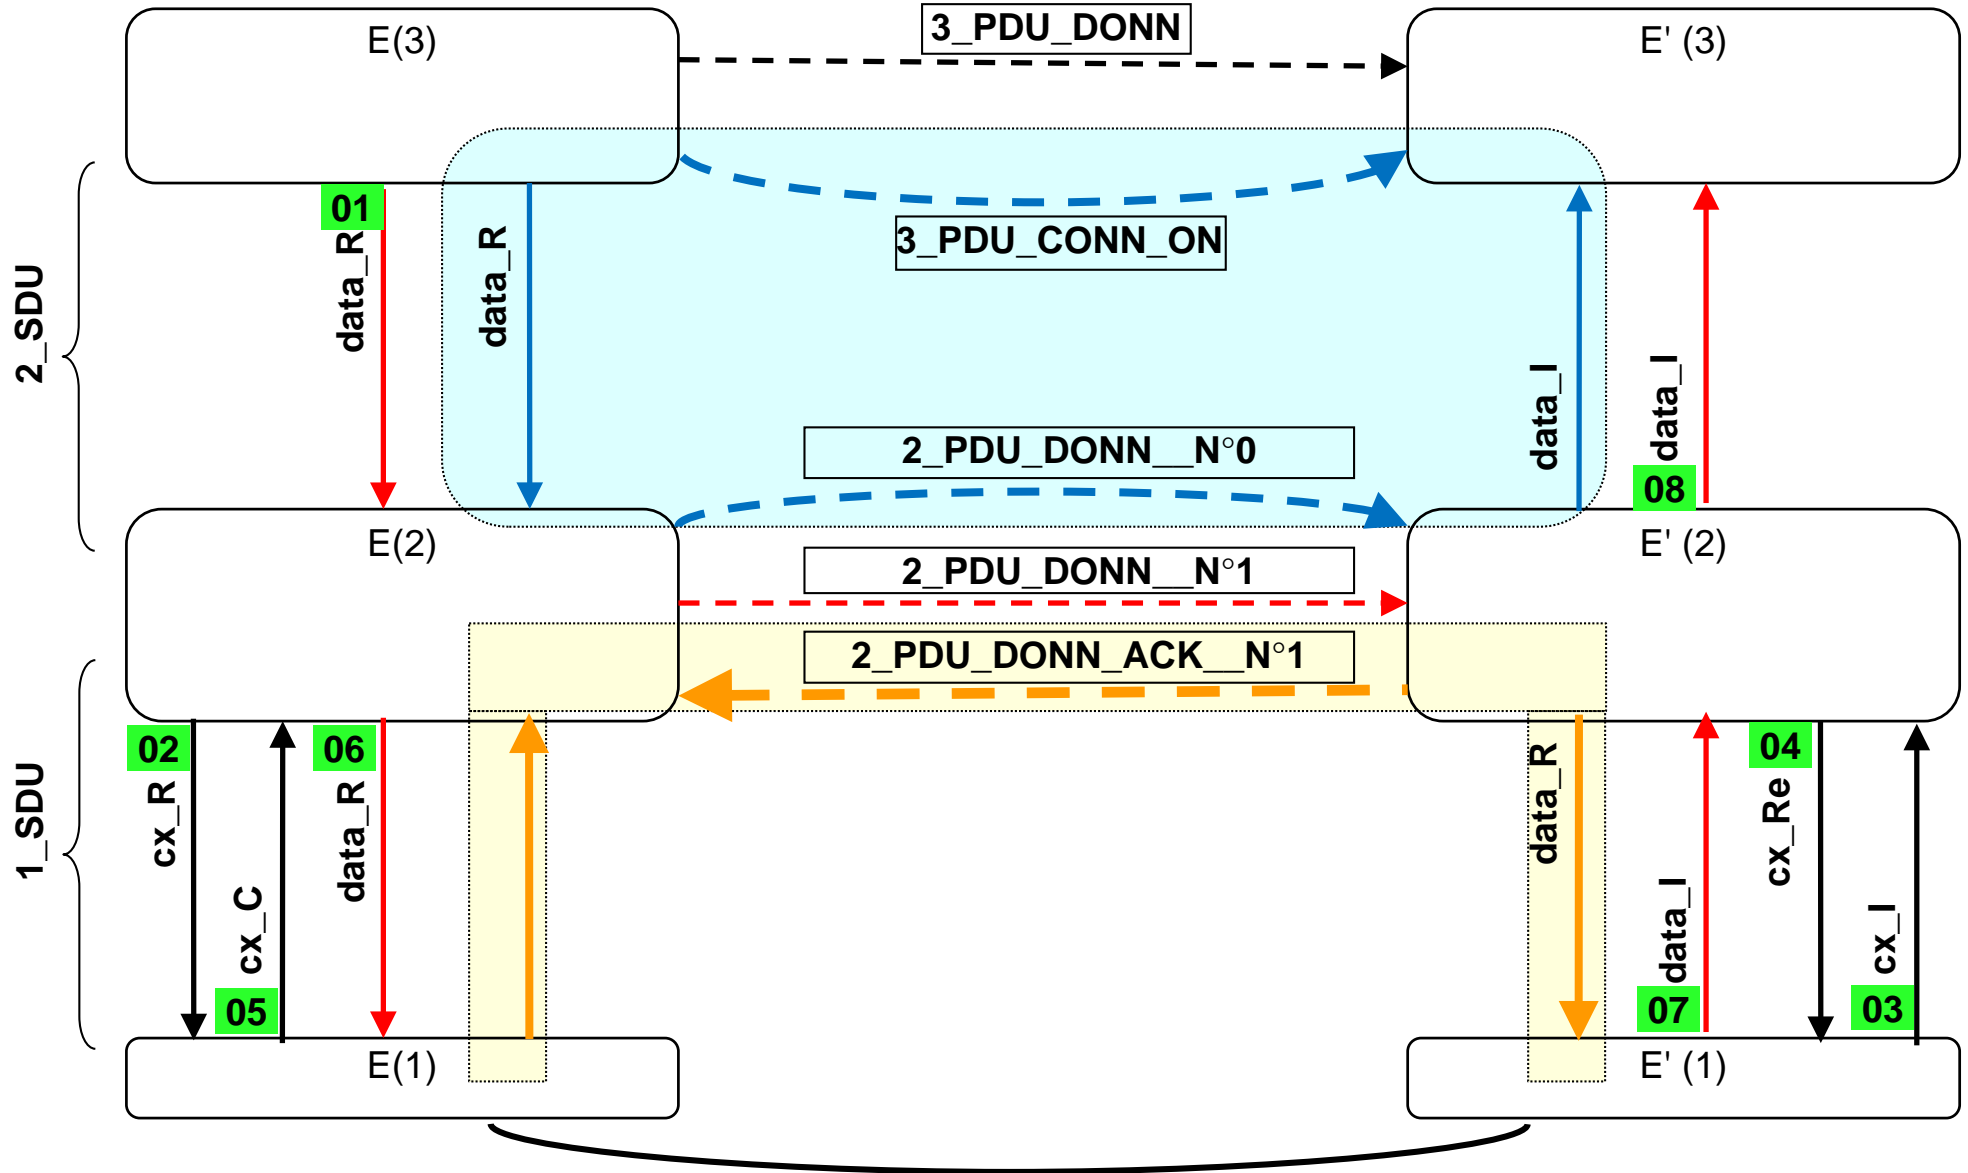 E(3)
3_PDU_DONN
E' (3)
01
data_R
data_R
3_PDU_CONN_ON
2_SDU
data_I
data_I
08
2_PDU_DONN__N°0
E(2)
E' (2)
2_PDU_DONN__N°1
2_PDU_DONN_ACK__N°1
1_SDU
02
cx_R
cx_C
05
06
data_R
data_R
data_I
07
04
cx_Re
cx_I
03
E(1)
E' (1)